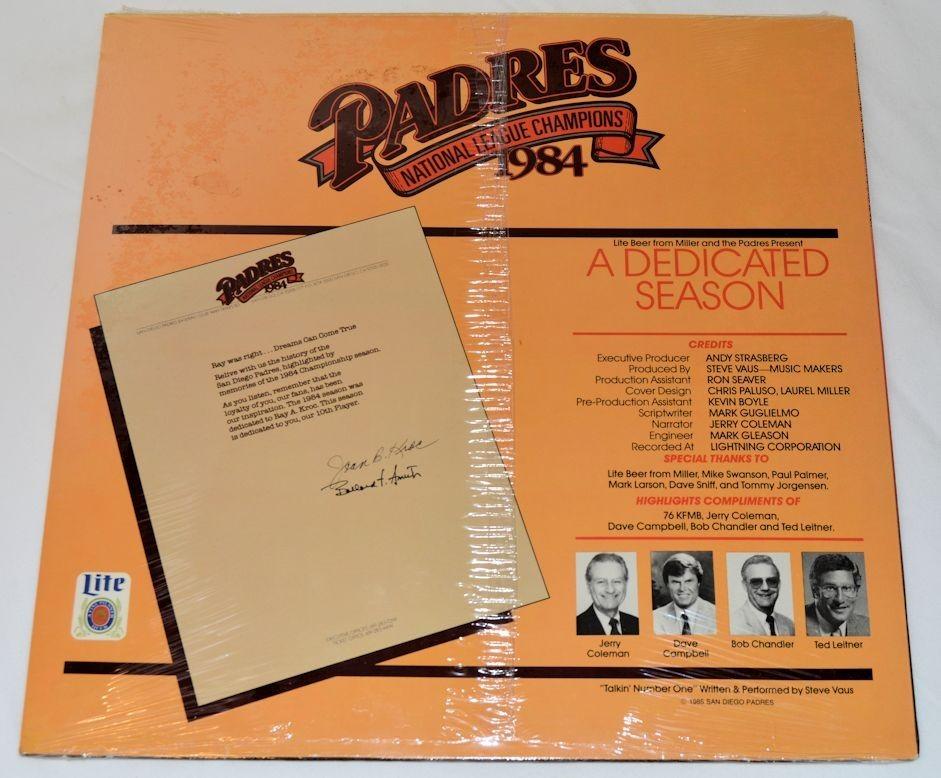 PADRES
NATIONAL LEAGUE CHAMPIONS
1984
Lite Beer from Miller and the Padres Present
A DEDICATED
SEASON
PADRES
NATIONAL LEAGUE CHAMPIONS
1984
Ray was right...Dreams Can Come True
Relive with us the history of the
San Diego Padres, highlighted by
memories of the 1984 Championship season.
As you listen, remember that the
loyalty of you, our fans, has been
our inspiration. The 1984 season was
dedicated to Ray A. Kroc. This season
is dedicated to you, our 10th Player.
Joan B. Kroc
Ballard F. Smith
CREDITS
Executive Producer ANDY STRASBERG
Produced By STEVE VAUS—MUSIC MAKERS
Production Assistant RON SEAVER
Cover Design CHRIS PALUSO, LAUREL MILLER
Pre-Production Assistant KEVIN BOYLE
Scriptwriter MARK GUGLIELMO
Narrator JERRY COLEMAN
Engineer MARK GLEASON
Recorded At LIGHTNING CORPORATION
SPECIAL THANKS TO
Lite Beer from Miller, Mike Swanson, Paul Palmer,
Mark Larson, Dave Sniff, and Tommy Jorgensen.
HIGHLIGHTS COMPLIMENTS OF
76 KFMB, Jerry Coleman,
Dave Campbell, Bob Chandler and Ted Leitner.
Lite
Jerry
Coleman
Dave
Campbell
Bob Chandler
Ted Leitner
"Talkin' Number One" Written & Performed by Steve Vaus
© 1985 SAN DIEGO PADRES